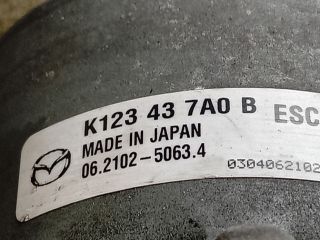 K123 43 7A0 B ESC
MADE IN JAPAN
06.2102-5063.4
0304062102